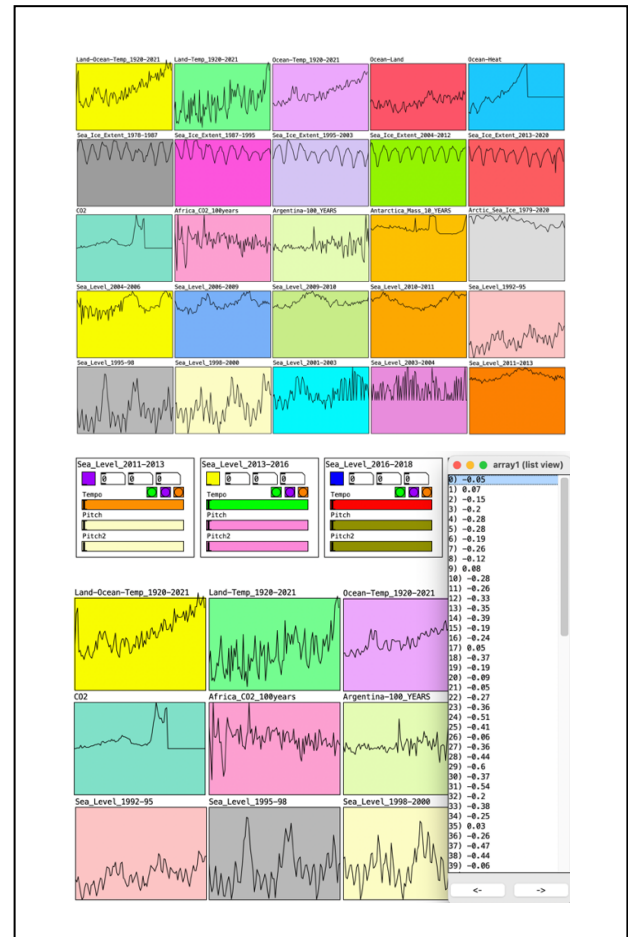 Land-Ocean-Temp_1920-2021 Land-Temp_1920-2021 Ocean-Temp_1920-2021 Ocean-Land Ocean-Heat
Sea_Ice_Extent_1978-1987 Sea_Ice_Extent_1987-1995 Sea_Ice_Extent_1995-2003 Sea_Ice_Extent_2004-2012 Sea_Ice_Extent_2013-2020
CO2 Africa_CO2_100years Argentina-100_YEARS Antarctica_Mass_10_YEARS Arctic_Sea_Ice_1979-2020
Sea_Level_2004-2006 Sea_Level_2006-2009 Sea_Level_2009-2010 Sea_Level_2010-2011 Sea_Level_1992-95
Sea_Level_1995-98 Sea_Level_1998-2000 Sea_Level_2001-2003 Sea_Level_2003-2004 Sea_Level_2011-2013
Sea_Level_2011-2013 Sea_Level_2013-2016 Sea_Level_2016-2018
0 0 0 0 0 0 0 0 0
Tempo Tempo Tempo
Pitch Pitch Pitch
Pitch2 Pitch2 Pitch2
Land-Ocean-Temp_1920-2021 Land-Temp_1920-2021 Ocean-Temp_1920-2021
CO2 Africa_CO2_100years Argentina-100_YEARS
Sea_Level_1992-95 Sea_Level_1995-98 Sea_Level_1998-2000
array1 (list view)
0) -0.05
1) 0.07
2) -0.15
3) -0.2
4) -0.28
5) -0.28
6) -0.19
7) -0.26
8) -0.12
9) 0.08
10) -0.28
11) -0.26
12) -0.33
13) -0.35
14) -0.39
15) -0.19
16) -0.24
17) 0.05
18) -0.37
19) -0.19
20) -0.09
21) -0.05
22) -0.27
23) -0.36
24) -0.51
25) -0.41
26) -0.06
27) -0.36
28) -0.44
29) -0.6
30) -0.37
31) -0.54
32) -0.2
33) -0.38
34) -0.25
35) 0.03
36) -0.26
37) -0.47
38) -0.44
39) -0.06
<- ->